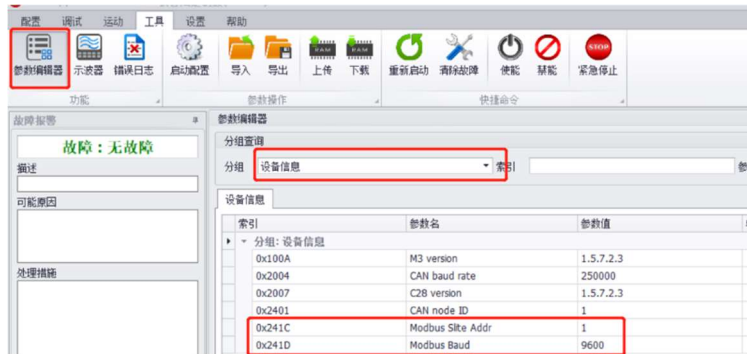 配置 调试 运动 工具 设置 帮助
参数编辑器 示波器 错误日志 启动配置 导入 导出 上传 下载 重新启动 清除故障 使能 禁能 紧急停止
RAM RAM STOP
功能 参数操作 快捷命令
故障报警 参数编辑器
故障：无故障
分组查询
描述
分组 设备信息 索引
可能原因
设备信息
索引 参数名 参数值
分组: 设备信息
0x100A M3 version 1.5.7.2.3
处理措施
0x2004 CAN baud rate 250000
0x2007 C28 version 1.5.7.2.3
0x2401 CAN node ID 1
0x241C Modbus Slite Addr 1
0x241D Modbus Baud 9600